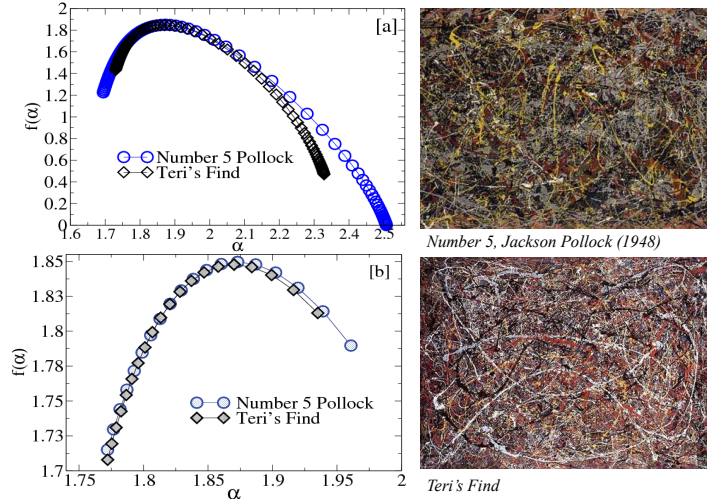 2
1.8
1.6
1.4
1.2
1
0.8
0.6
0.4
0.2
0
f(α)
[a]
Number 5 Pollock
Teri's Find
1.6 1.7 1.8 1.9 2 2.1 2.2 2.3 2.4 2.5
α
Number 5, Jackson Pollock (1948)
1.85
1.83
1.8
1.78
1.75
1.73
1.7
f(α)
[b]
Number 5 Pollock
Teri's Find
1.75 1.8 1.85 1.9 1.95 2
α
Teri's Find